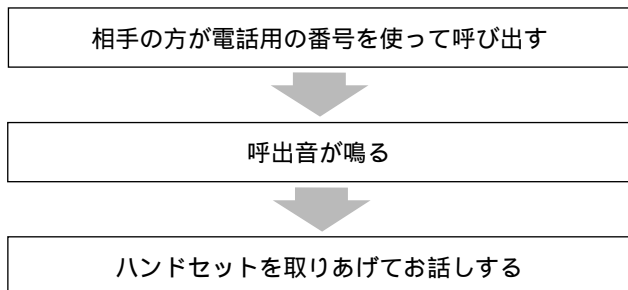 相手の方が電話用の番号を使って呼び出す
呼出音が鳴る
ハンドセットを取りあげてお話しする